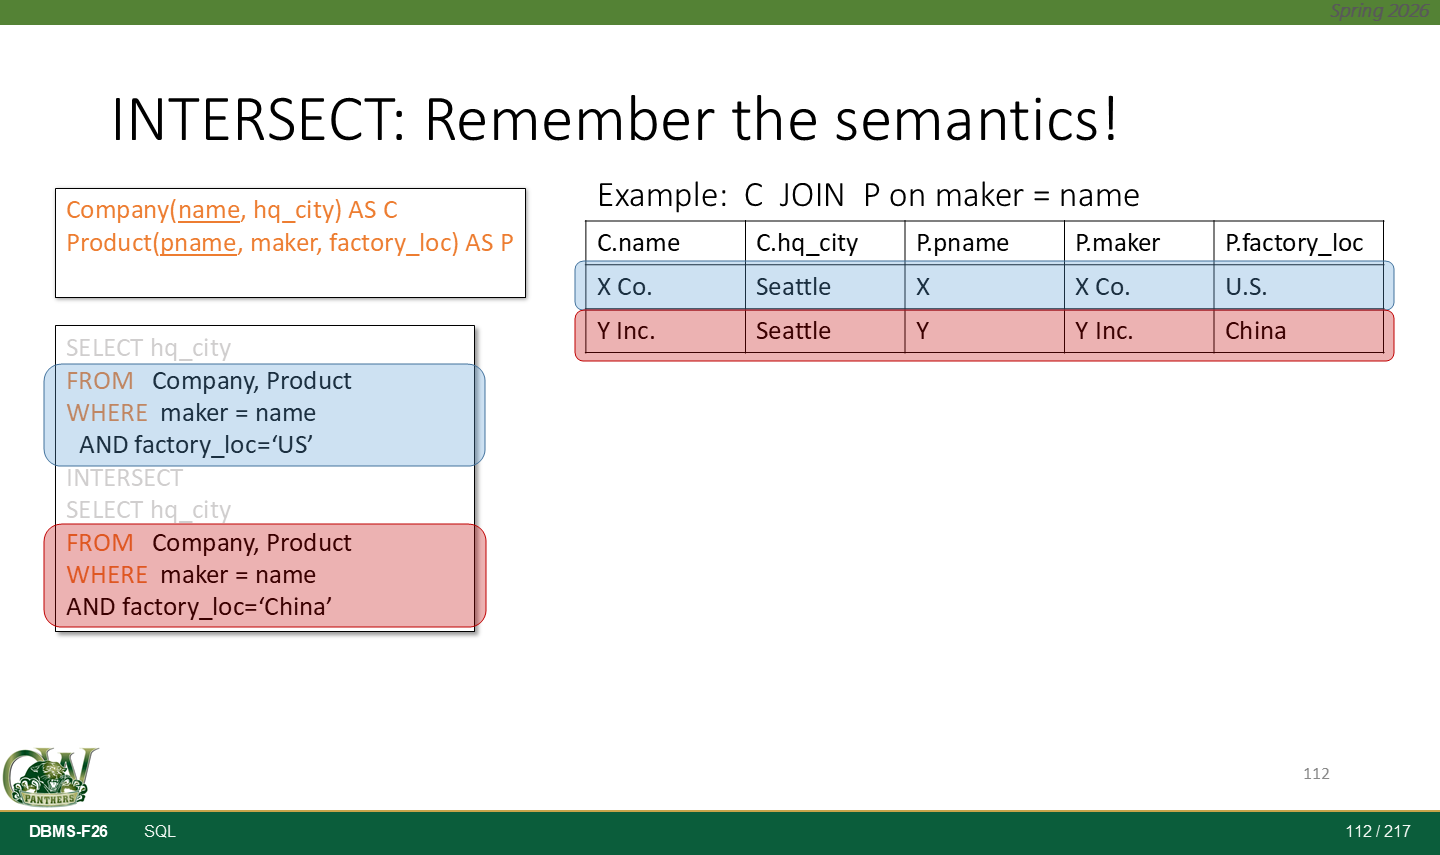 Spring 2026
INTERSECT: Remember the semantics!
Company(name, hq_city) AS C
Product(pname, maker, factory_loc) AS P
SELECT hq_city
FROM Company, Product
WHERE maker = name
AND factory_loc=‘US’
INTERSECT
SELECT hq_city
FROM Company, Product
WHERE maker = name
AND factory_loc=‘China’
Example: C JOIN P on maker = name
C.name C.hq_city P.pname P.maker P.factory_loc
X Co. Seattle X X Co. U.S.
Y Inc. Seattle Y Y Inc. China
OW
PANTHERS
112
DBMS-F26 SQL 112 / 217